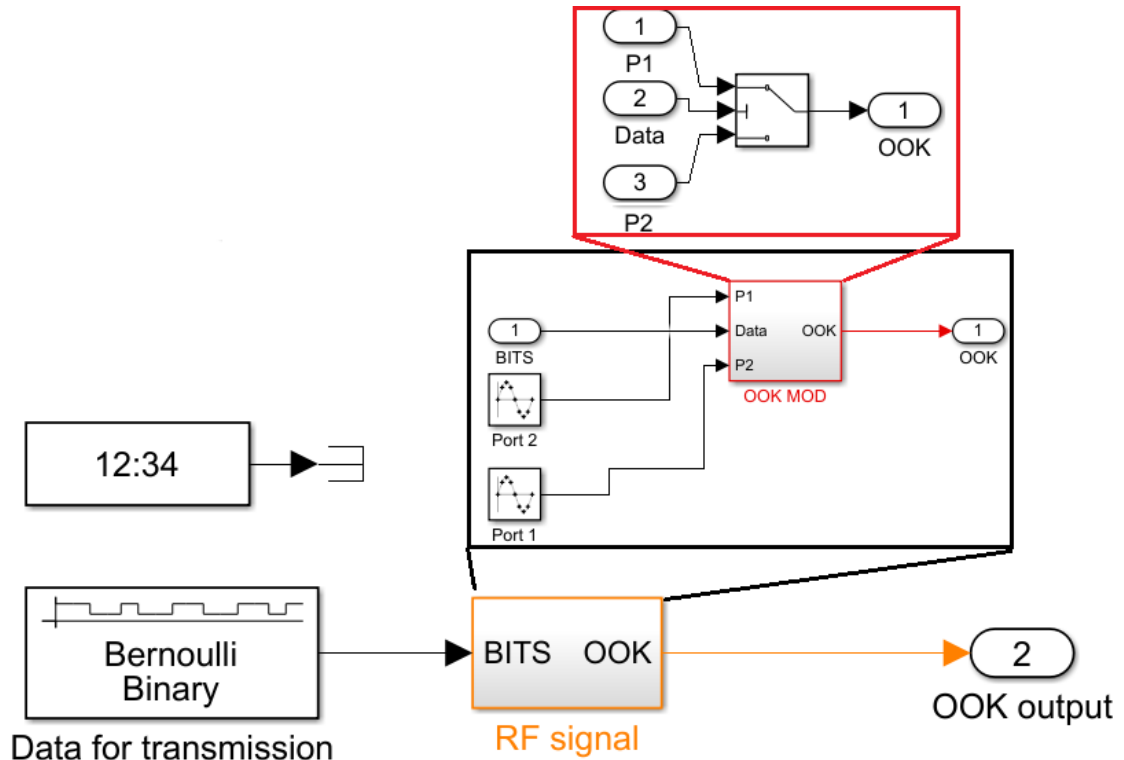 1
P1
2
Data
3
P2
1
OOK
P1
Data
OOK
P2
OOK MOD
1
BITS
1
OOK
Port 2
Port 1
12:34
Bernoulli
Binary
Data for transmission
BITS
OOK
RF signal
2
OOK output